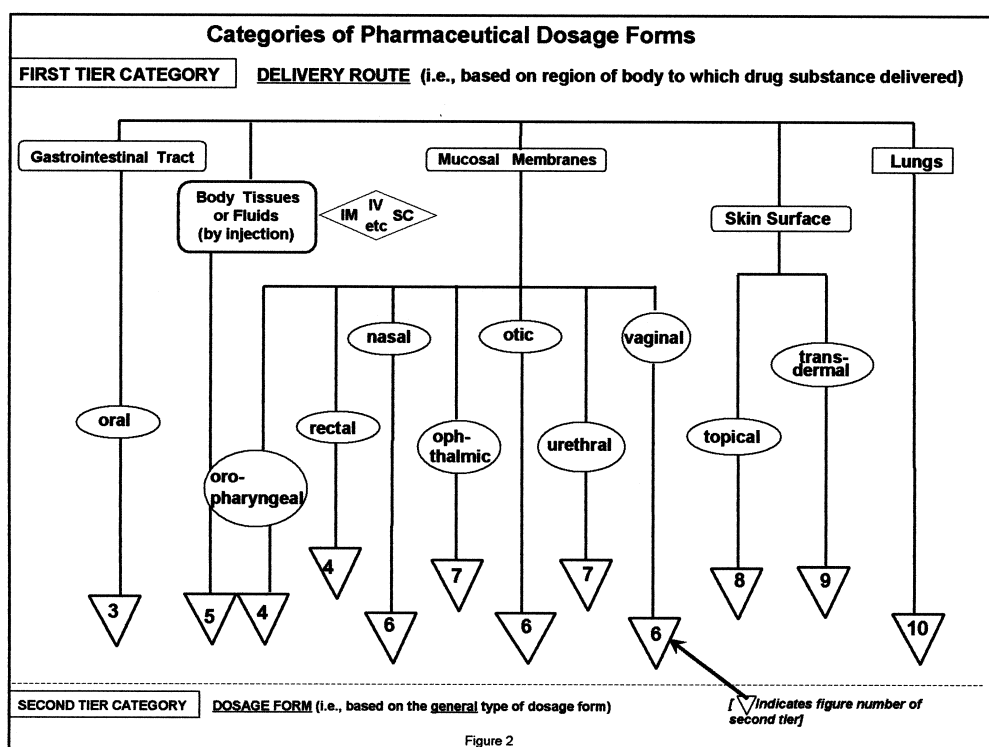 Categories of Pharmaceutical Dosage Forms
FIRST TIER CATEGORY
DELIVERY ROUTE (i.e., based on region of body to which drug substance delivered)
Gastrointestinal Tract
Mucosal Membranes
Lungs
Body Tissues
or Fluids
(by injection)
IM IV SC
etc
Skin Surface
nasal
otic
vaginal
trans-
dermal
oral
rectal
oph-
thalmic
urethral
topical
oro-
pharyngeal
4
7
7
8
9
3
5
4
6
6
6
10
SECOND TIER CATEGORY
DOSAGE FORM (i.e., based on the general type of dosage form)
[ Indicates figure number of
second tier]
Figure 2